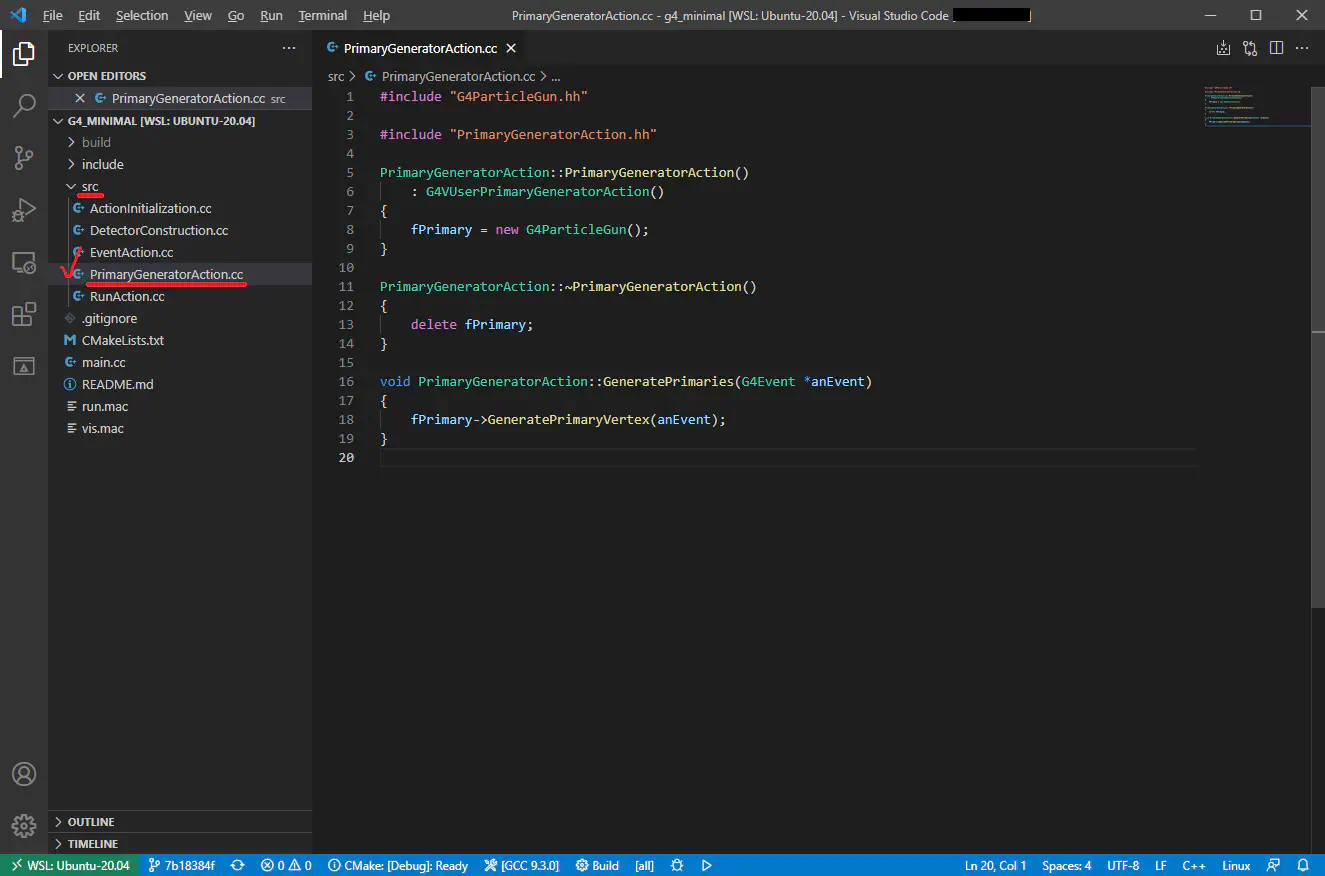 File Edit Selection View Go Run Terminal Help PrimaryGeneratorAction.cc - g4_minimal [WSL: Ubuntu-20.04] - Visual Studio Code
EXPLORER
OPEN EDITORS
PrimaryGeneratorAction.cc src
G4_MINIMAL [WSL: UBUNTU-20.04]
build
include
src
ActionInitialization.cc
DetectorConstruction.cc
EventAction.cc
PrimaryGeneratorAction.cc
RunAction.cc
.gitignore
CMakeLists.txt
main.cc
README.md
run.mac
vis.mac
OUTLINE
TIMELINE
PrimaryGeneratorAction.cc
src > PrimaryGeneratorAction.cc > ...
1 #include "G4ParticleGun.hh"
2
3 #include "PrimaryGeneratorAction.hh"
4
5 PrimaryGeneratorAction::PrimaryGeneratorAction()
6     : G4VUserPrimaryGeneratorAction()
7 {
8     fPrimary = new G4ParticleGun();
9 }
10
11 PrimaryGeneratorAction::~PrimaryGeneratorAction()
12 {
13     delete fPrimary;
14 }
15
16 void PrimaryGeneratorAction::GeneratePrimaries(G4Event *anEvent)
17 {
18     fPrimary->GeneratePrimaryVertex(anEvent);
19 }
20
WSL: Ubuntu-20.04 7b18384f 0 0 CMake: [Debug]: Ready [GCC 9.3.0] Build [all] Ln 20, Col 1 Spaces: 4 UTF-8 LF C++ Linux